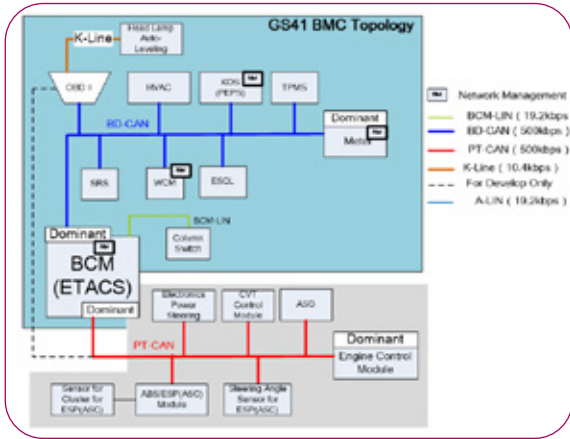 GS41 BMC Topology
K-Line
Head Lamp
Auto-
Leveling
OBD II
HVAC
KOS
(PEPS)
TPMS
BD-CAN
Dominant
Meter
SRS
WCM
ESCL
BCM-LIN
Column
Switch
Dominant
BCM
(ETACS)
Dominant
Electronics
Power
Steering
CVT
Control
Module
PT-CAN
Dominant
Engine Control
Module
Sensor for
Cluster for
ESP(ASC)
ABS/ESP(ASC)
Module
Steering Angle
Sensor for
ESP(ASC)
Network Management
BCM-LIN ( 19.2kbps
BD-CAN ( 500kbps )
PT-CAN ( 500kbps )
K-Line ( 10.4kbps )
For Develop-Only
A-LIN ( 19.2kbps )